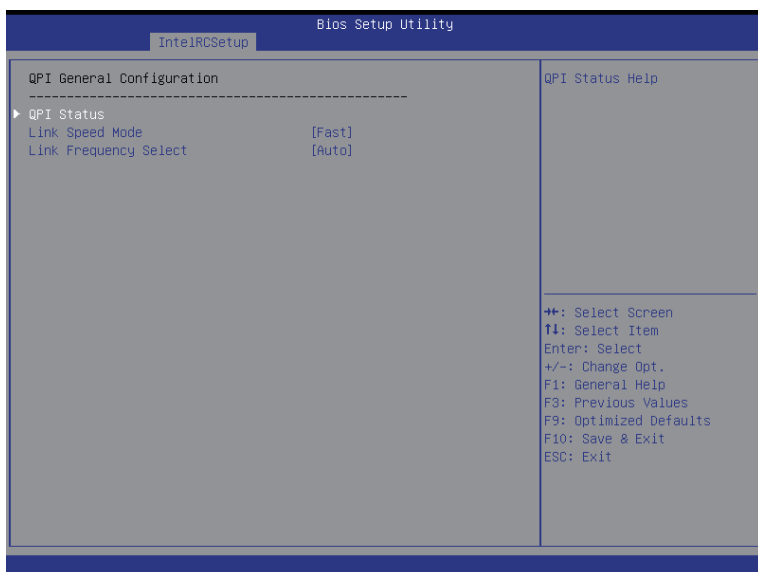 Bios Setup Utility
IntelRCSetup
QPI General Configuration
--------------------------------------------------
QPI Status
Link Speed Mode [Fast]
Link Frequency Select [Auto]
QPI Status Help
→←: Select Screen
↑↓: Select Item
Enter: Select
+/-: Change Opt.
F1: General Help
F3: Previous Values
F9: Optimized Defaults
F10: Save & Exit
ESC: Exit